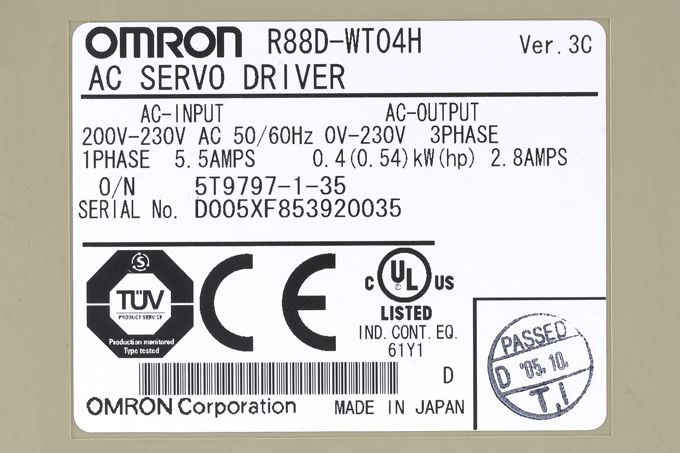 OMRON R88D-WT04H Ver. 3C
AC SERVO DRIVER
AC-INPUT AC-OUTPUT
200V-230V AC 50/60Hz 0V-230V 3PHASE
1PHASE 5.5AMPS 0.4(0.54)kW(hp) 2.8AMPS
O/N 5T9797-1-35
SERIAL No. D005XF853920035
S
TÜV
PRODUCT SERVICE
Production monitored
Type tested
CE
C UL US
LISTED
IND. CONT. EQ.
61Y1
D
OMRON Corporation MADE IN JAPAN
PASSED
D '05.10.
T.I